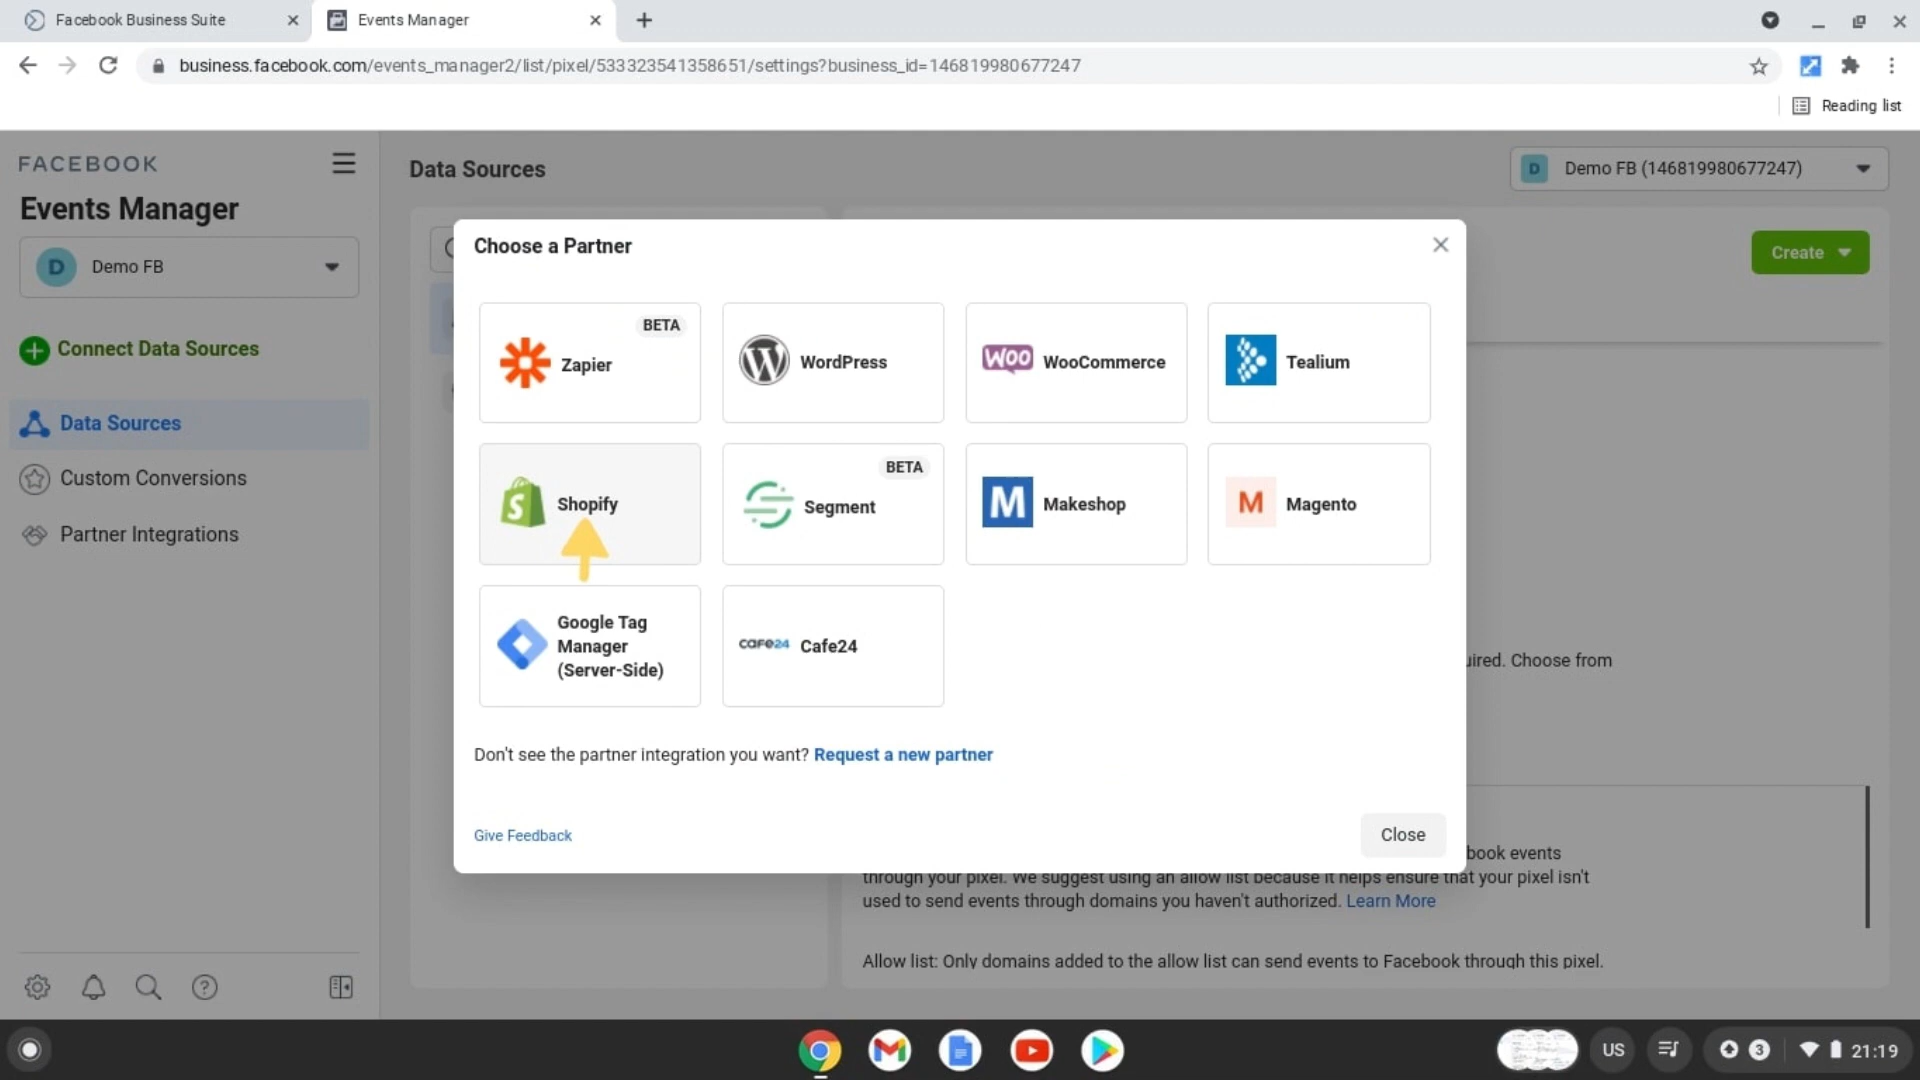 Facebook Business Suite
Events Manager
business.facebook.com/events_manager2/list/pixel/533323541358651/settings?business_id=146819980677247
Reading list
FACEBOOK
Events Manager
D Demo FB
Connect Data Sources
Data Sources
Custom Conversions
Partner Integrations
Data Sources
D Demo FB (146819980677247)
Create
Choose a Partner
BETA
Zapier
WordPress
WOO WooCommerce
Tealium
S Shopify
BETA
Segment
M Makeshop
M Magento
Google Tag
Manager
(Server-Side)
CAFE24 Cafe24
Don't see the partner integration you want? Request a new partner
Give Feedback
Close
Choose from
book events
through your pixel. We suggest using an allow list because it helps ensure that your pixel isn't
used to send events through domains you haven't authorized. Learn More
Allow list: Only domains added to the allow list can send events to Facebook through this pixel.
US
3
21:19